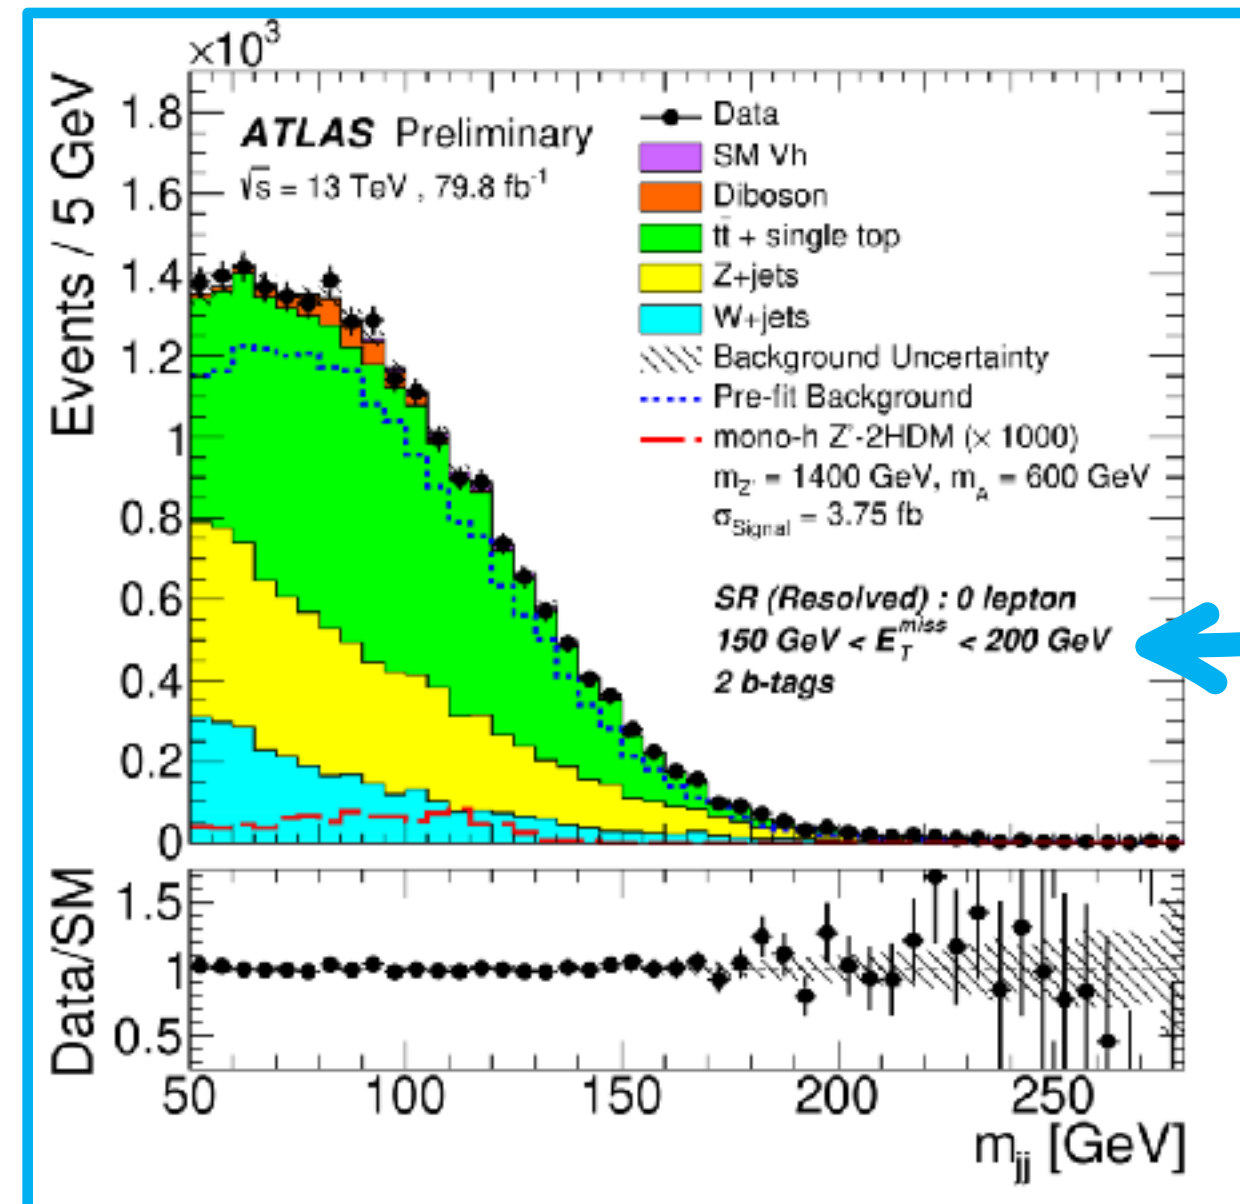 ×10³
Events / 5 GeV
1.8
1.6
1.4
1.2
1
0.8
0.6
0.4
0.2
0
ATLAS Preliminary
√s = 13 TeV , 79.8 fb⁻¹
Data
SM Vh
Diboson
tt̄ + single top
Z+jets
W+jets
Background Uncertainty
Pre-fit Background
mono-h Z'-2HDM (× 1000)
m_Z' = 1400 GeV, m_A = 600 GeV
σ_Signal = 3.75 fb
SR (Resolved) : 0 lepton
150 GeV < E_T^miss < 200 GeV
2 b-tags
Data/SM
1.5
1
0.5
50 100 150 200 250
m_jj [GeV]